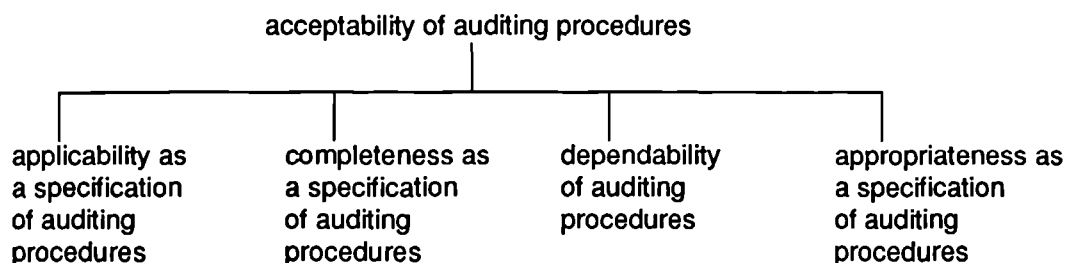 acceptability of auditing procedures
applicability as
a specification
of auditing
procedures
completeness as
a specification
of auditing
procedures
dependability
of auditing
procedures
appropriateness as
a specification
of auditing
procedures